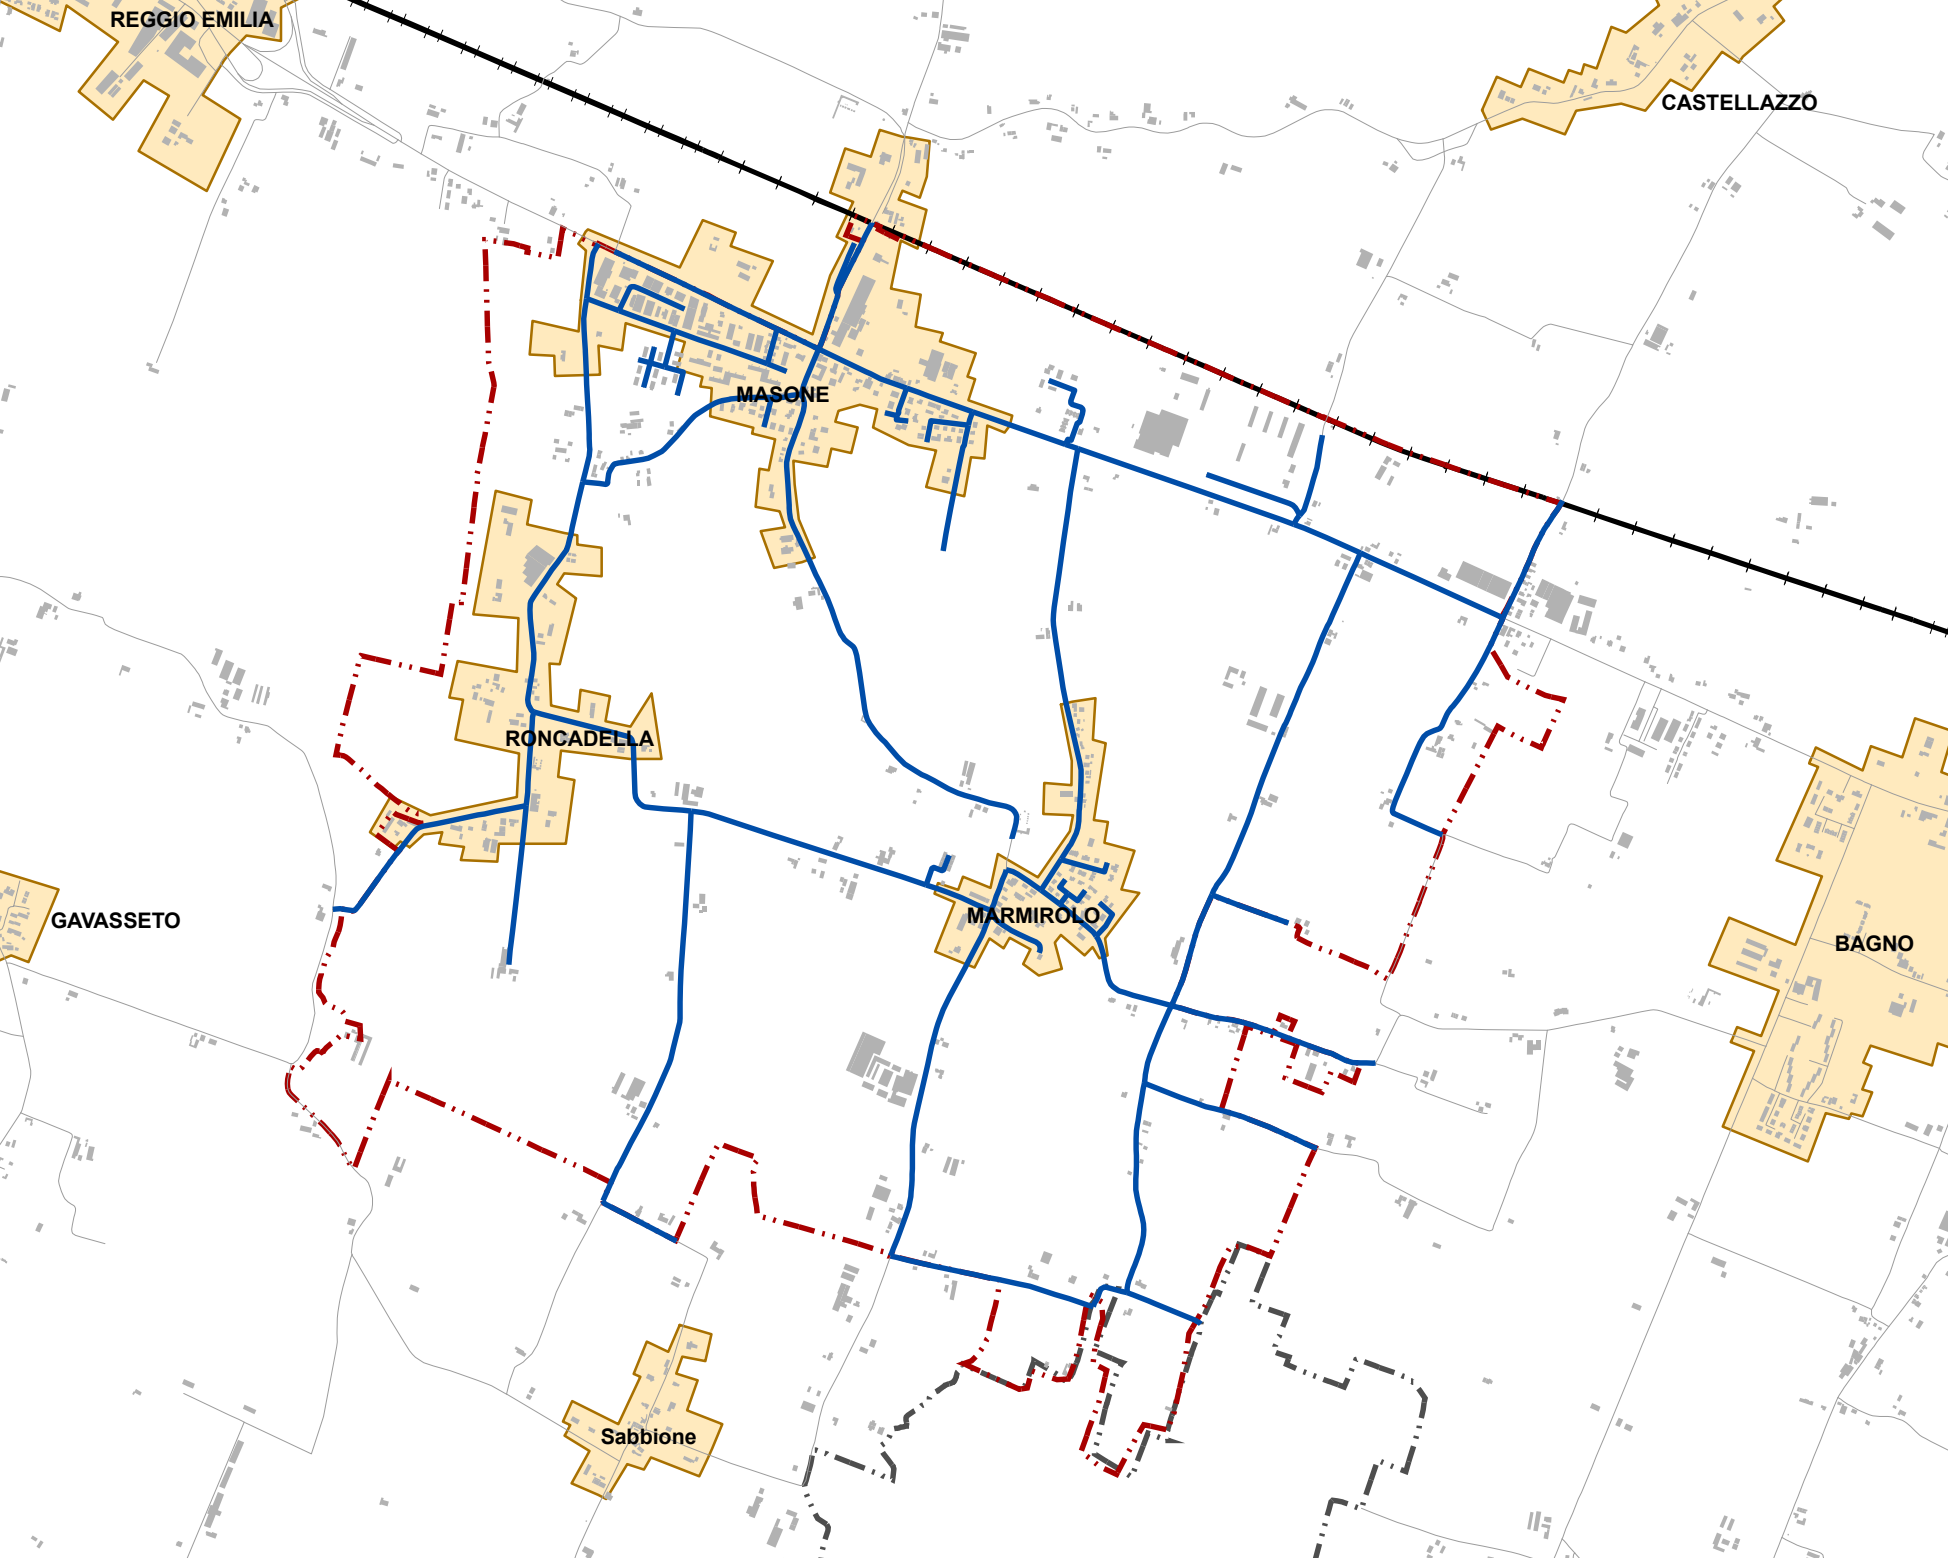 REGGIO EMILIA
CASTELLAZZO
MASONE
RONCADELLA
MARMIROLO
GAVASSETO
BAGNO
Sabbione